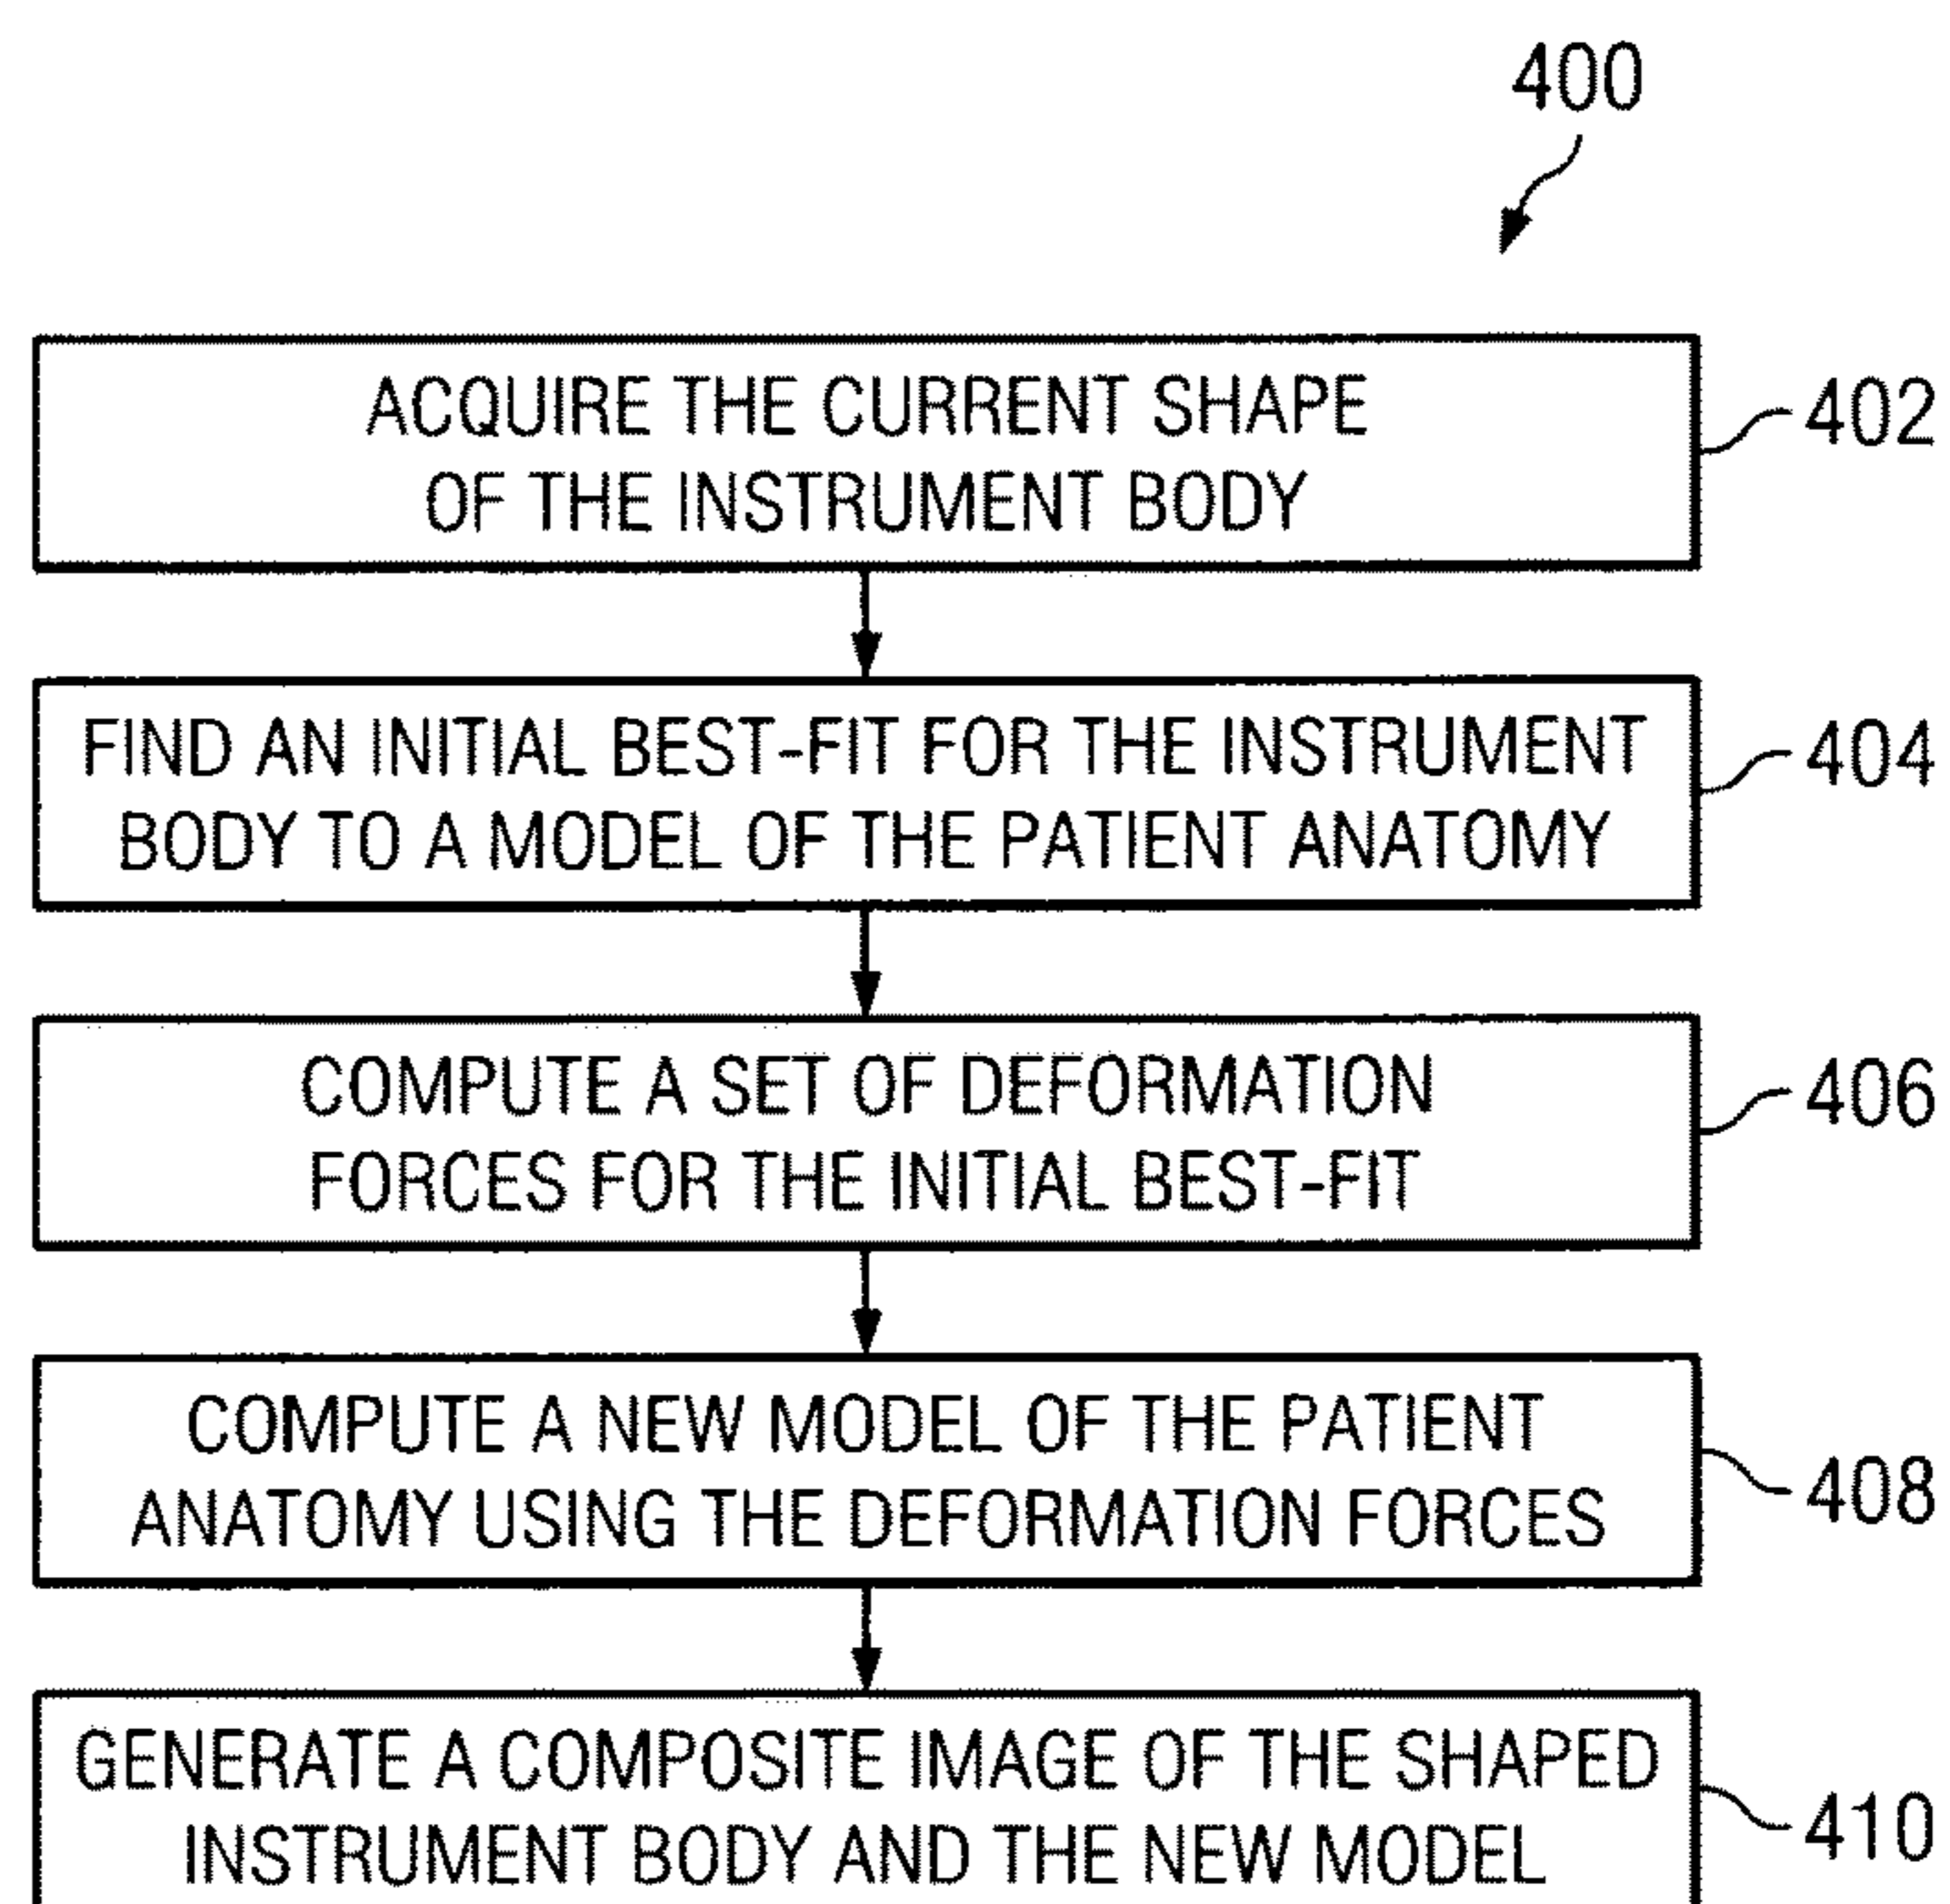 400
ACQUIRE THE CURRENT SHAPE
OF THE INSTRUMENT BODY
402
FIND AN INITIAL BEST-FIT FOR THE INSTRUMENT
BODY TO A MODEL OF THE PATIENT ANATOMY
404
COMPUTE A SET OF DEFORMATION
FORCES FOR THE INITIAL BEST-FIT
406
COMPUTE A NEW MODEL OF THE PATIENT
ANATOMY USING THE DEFORMATION FORCES
408
GENERATE A COMPOSITE IMAGE OF THE SHAPED
INSTRUMENT BODY AND THE NEW MODEL
410